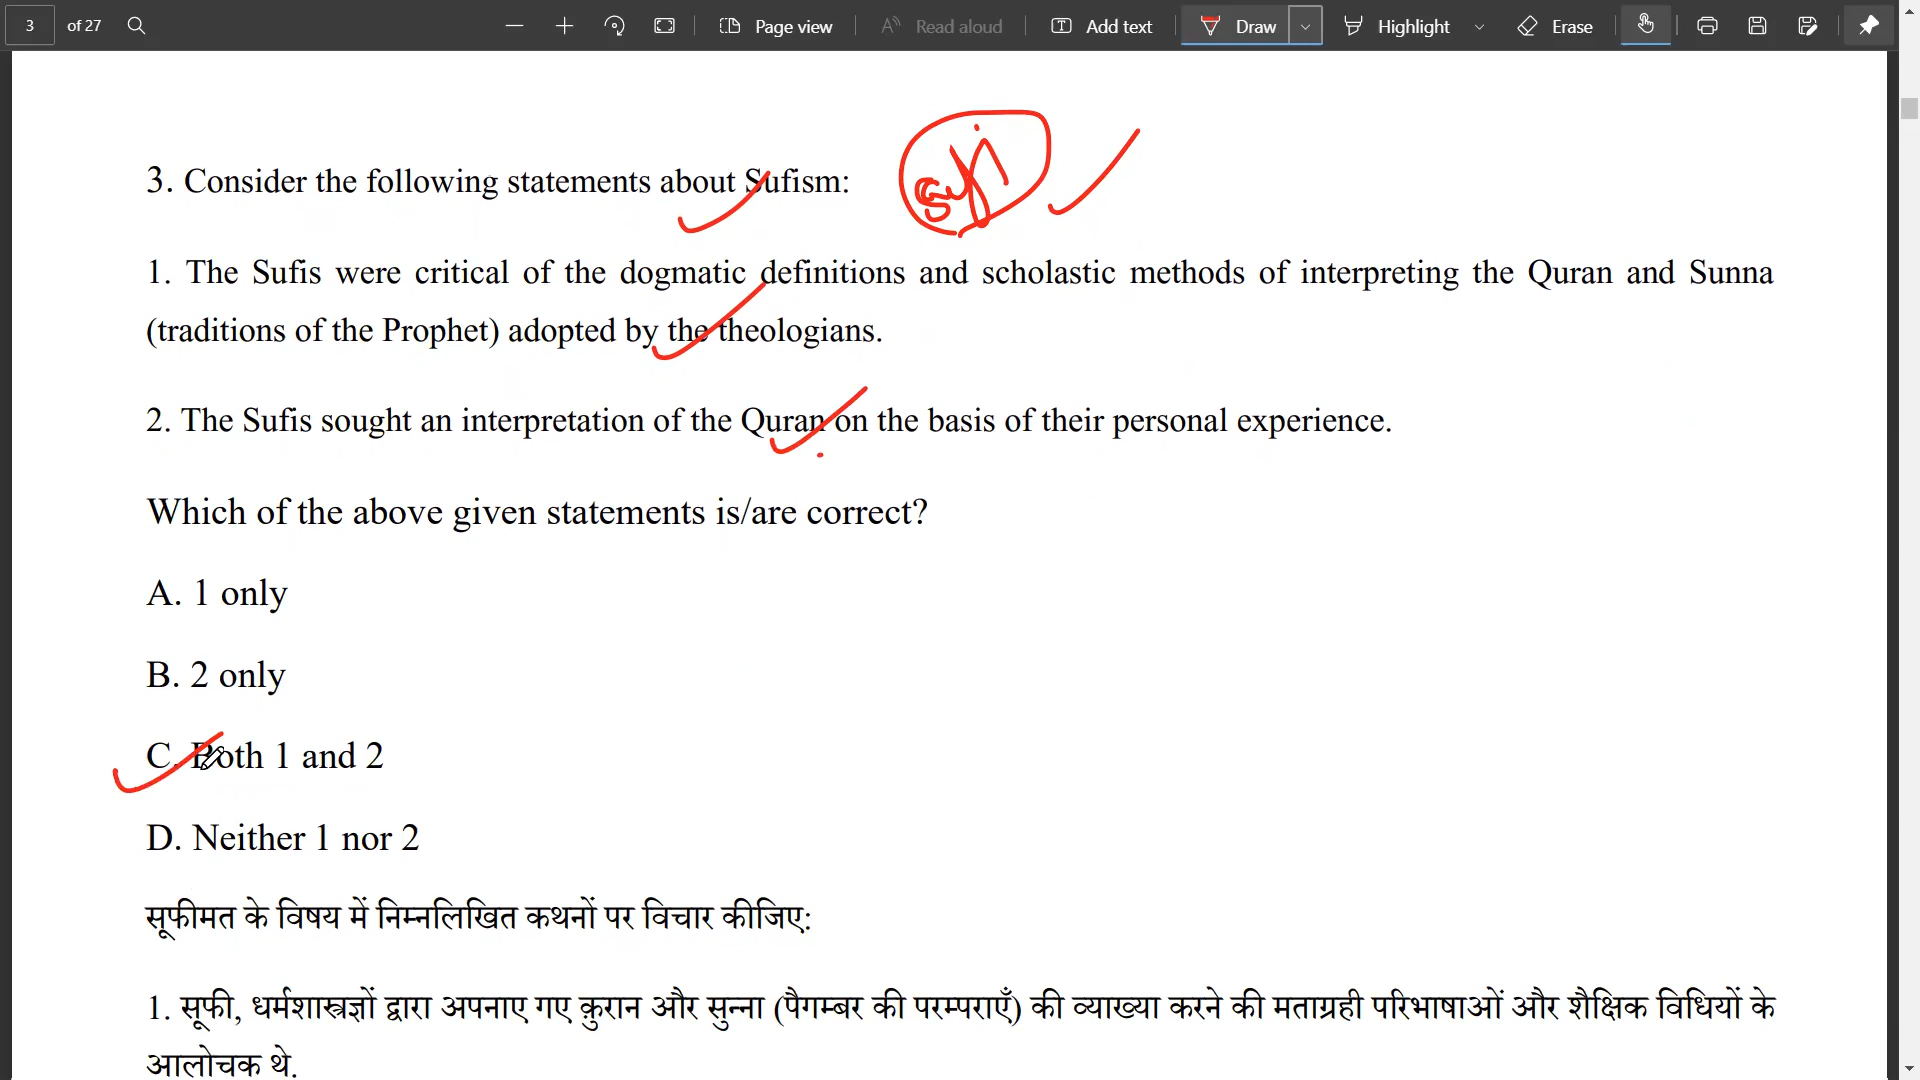 3 of 27 Page view Read aloud Add text Draw Highlight Erase
3. Consider the following statements about Sufism: Sufi
1. The Sufis were critical of the dogmatic definitions and scholastic methods of interpreting the Quran and Sunna
(traditions of the Prophet) adopted by the theologians.
2. The Sufis sought an interpretation of the Quran on the basis of their personal experience.
Which of the above given statements is/are correct?
A. 1 only
B. 2 only
C. Both 1 and 2
D. Neither 1 nor 2
सूफीमत के विषय में निम्नलिखित कथनों पर विचार कीजिए:
1. सूफी, धर्मशास्त्रज्ञों द्वारा अपनाए गए क़ुरान और सुन्ना (पैगम्बर की परम्पराएँ) की व्याख्या करने की मताग्रही परिभाषाओं और शैक्षिक विधियों के
आलोचक थे.